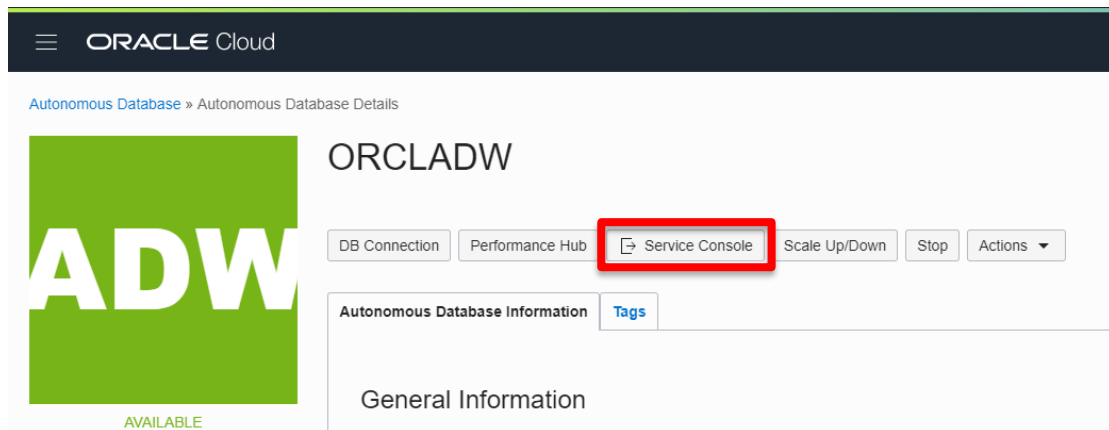 ORACLE Cloud
Autonomous Database » Autonomous Database Details
ADW
AVAILABLE
ORCLADW
DB Connection Performance Hub Service Console Scale Up/Down Stop Actions
Autonomous Database Information Tags
General Information